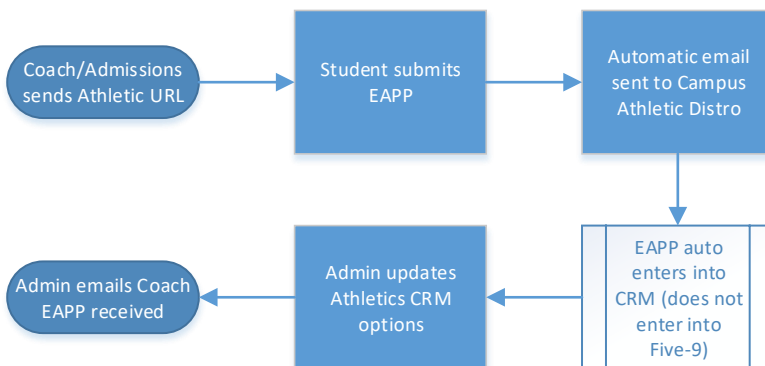 Coach/Admissions
sends Athletic URL
Student submits
EAPP
Automatic email
sent to Campus
Athletic Distro
EAPP auto
enters into
CRM (does not
enter into
Five-9)
Admin updates
Athletics CRM
options
Admin emails Coach
EAPP received